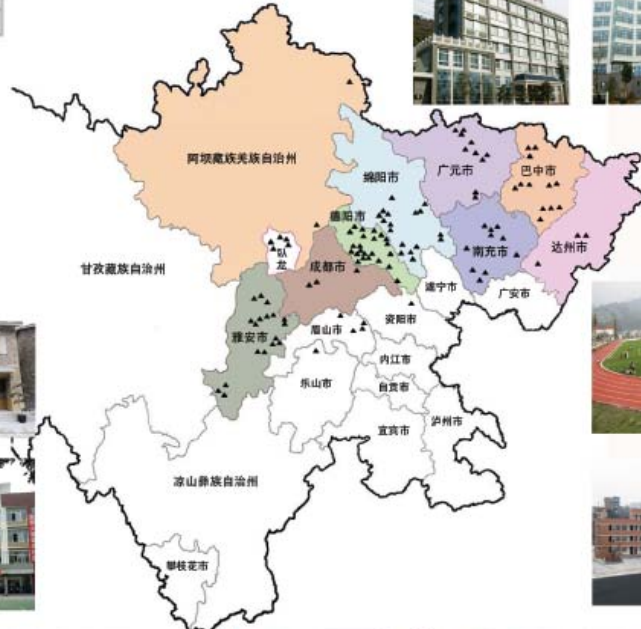 阿坝藏族羌族自治州
绵阳市
广元市
巴中市
德阳市
南充市
达州市
卧
龙
成都市
甘孜藏族自治州
遂宁市
广安市
雅安市
眉山市
资阳市
内江市
乐山市
自贡市
泸州市
宜宾市
凉山彝族自治州
攀枝花市